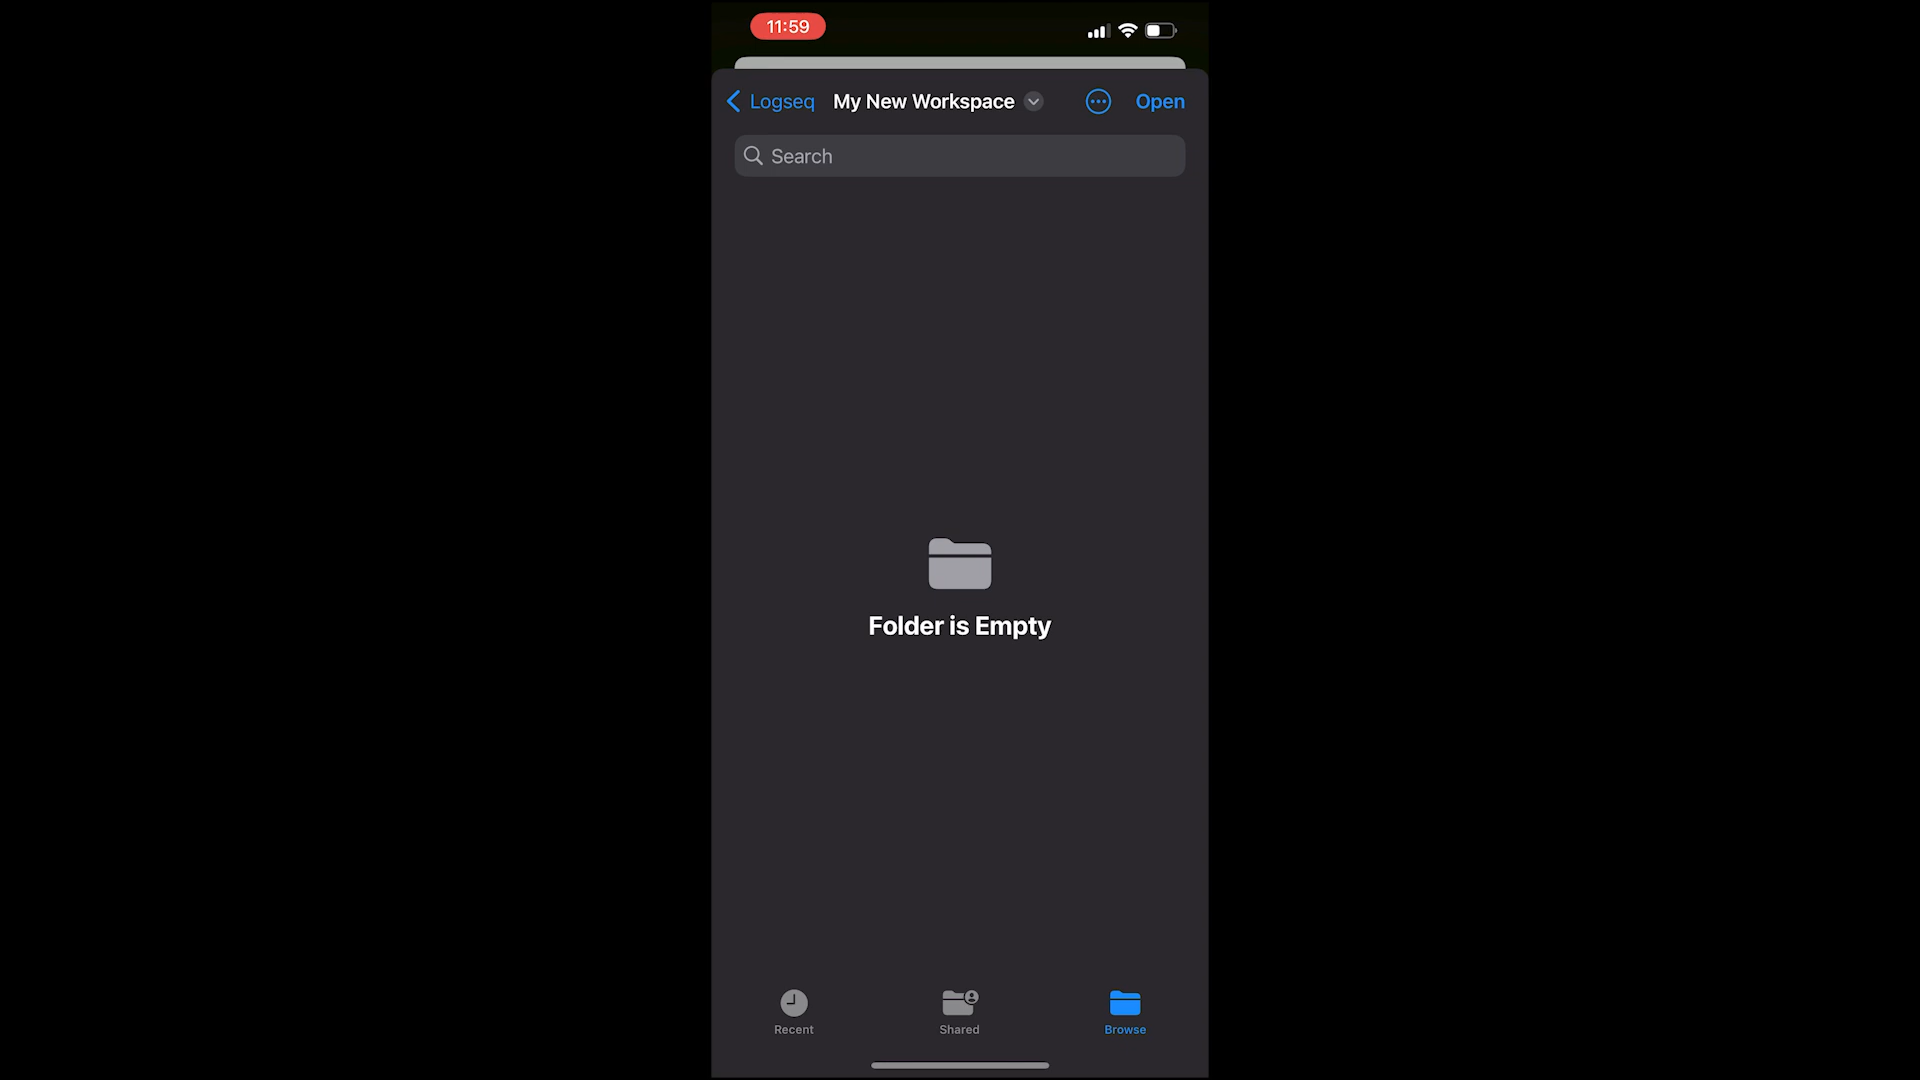 11:59
Logseq My New Workspace Open
Search
Folder is Empty
Recent Shared Browse